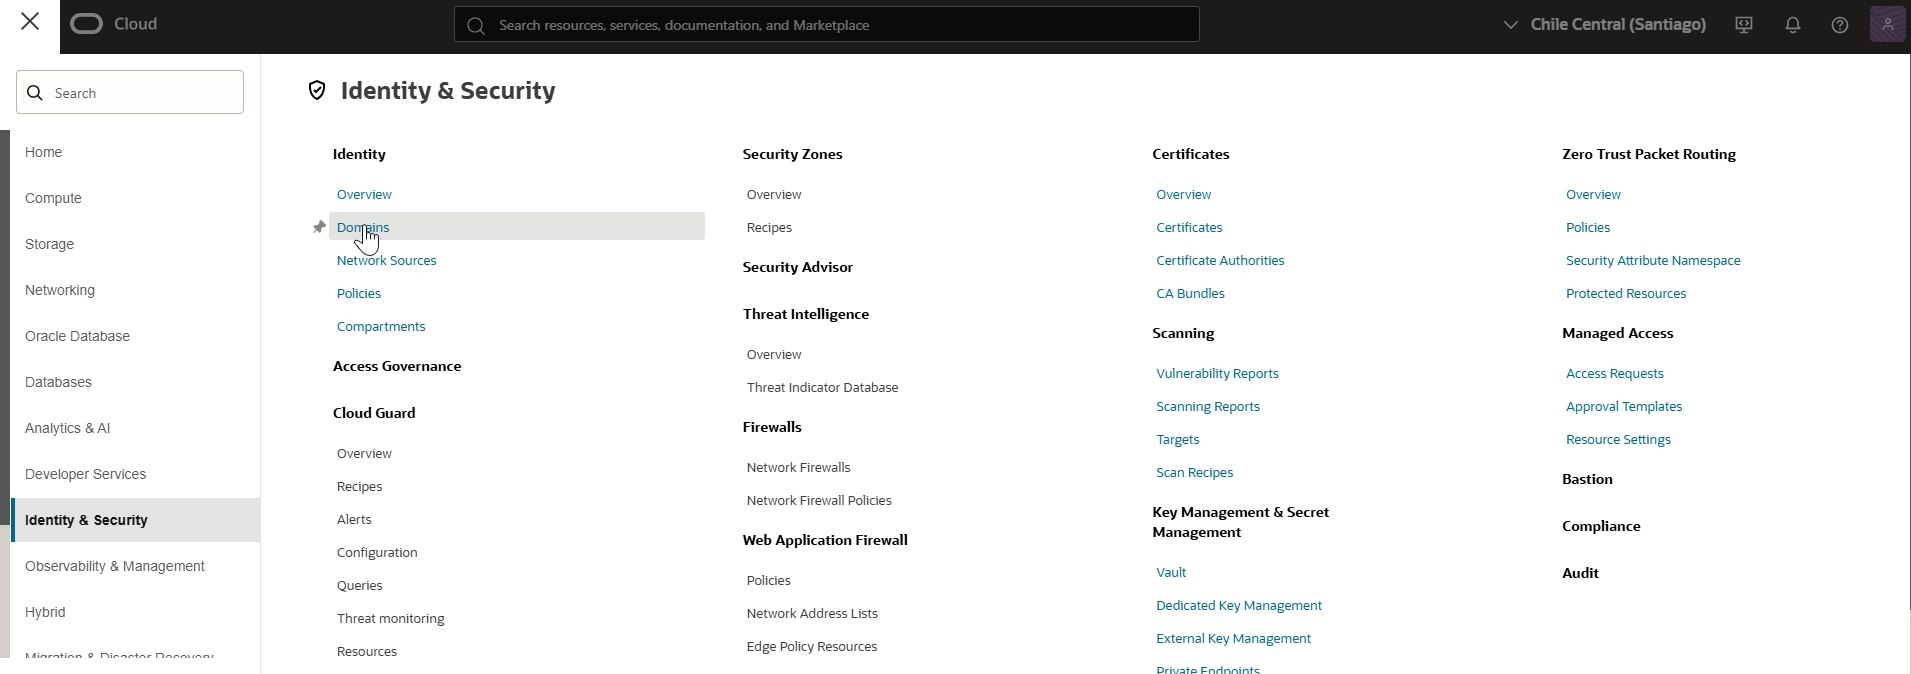 Cloud
Search resources, services, documentation, and Marketplace
Chile Central (Santiago)
Search
Home
Compute
Storage
Networking
Oracle Database
Databases
Analytics & AI
Developer Services
Identity & Security
Observability & Management
Hybrid
Migration & Disaster Recovery
Identity & Security
Identity
Overview
Domains
Network Sources
Policies
Compartments
Access Governance
Cloud Guard
Overview
Recipes
Alerts
Configuration
Queries
Threat monitoring
Resources
Security Zones
Overview
Recipes
Security Advisor
Threat Intelligence
Overview
Threat Indicator Database
Firewalls
Network Firewalls
Network Firewall Policies
Web Application Firewall
Policies
Network Address Lists
Edge Policy Resources
Certificates
Overview
Certificates
Certificate Authorities
CA Bundles
Scanning
Vulnerability Reports
Scanning Reports
Targets
Scan Recipes
Key Management & Secret
Management
Vault
Dedicated Key Management
External Key Management
Private Endpoints
Zero Trust Packet Routing
Overview
Policies
Security Attribute Namespace
Protected Resources
Managed Access
Access Requests
Approval Templates
Resource Settings
Bastion
Compliance
Audit